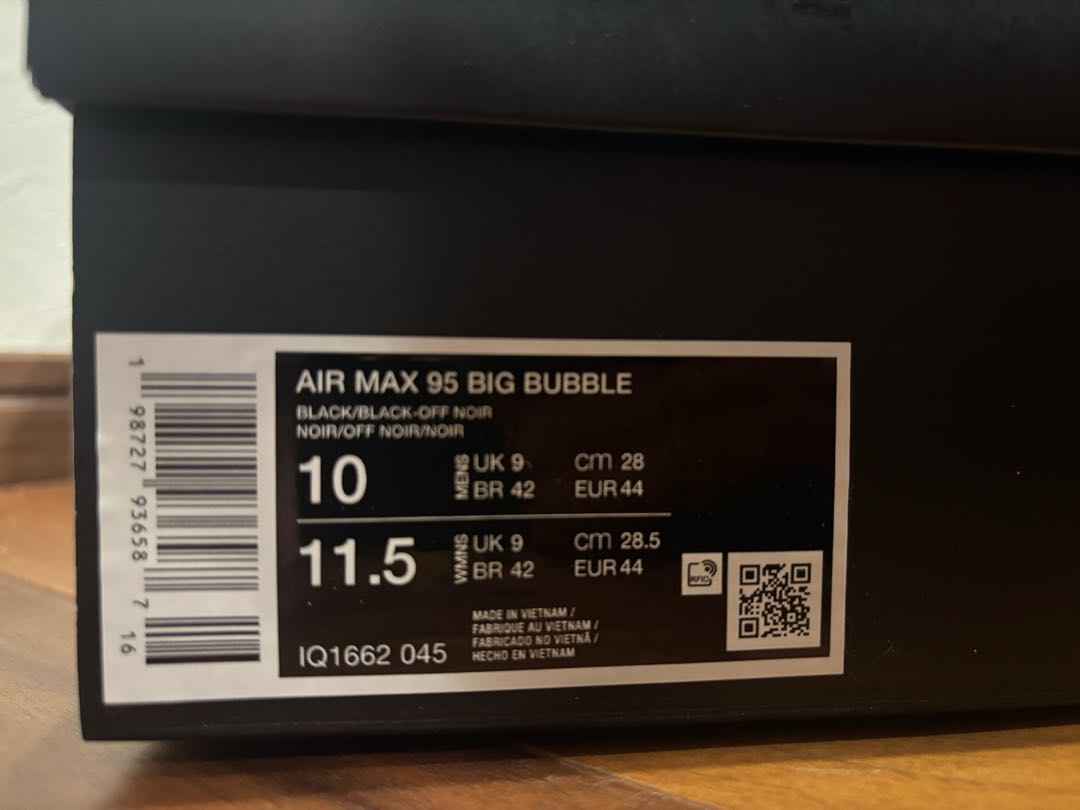 AIR MAX 95 BIG BUBBLE
BLACK/BLACK-OFF NOIR
NOIR/OFF NOIR/NOIR
10 MENS UK 9 cm 28
BR 42 EUR 44
11.5 WMNS UK 9 cm 28.5
BR 42 EUR 44
RFID
MADE IN VIETNAM /
FABRIQUE AU VIETNAM /
FABRICADO NO VIETNÃ /
HECHO EN VIETNAM
IQ1662 045
1 98727 93658 7 16